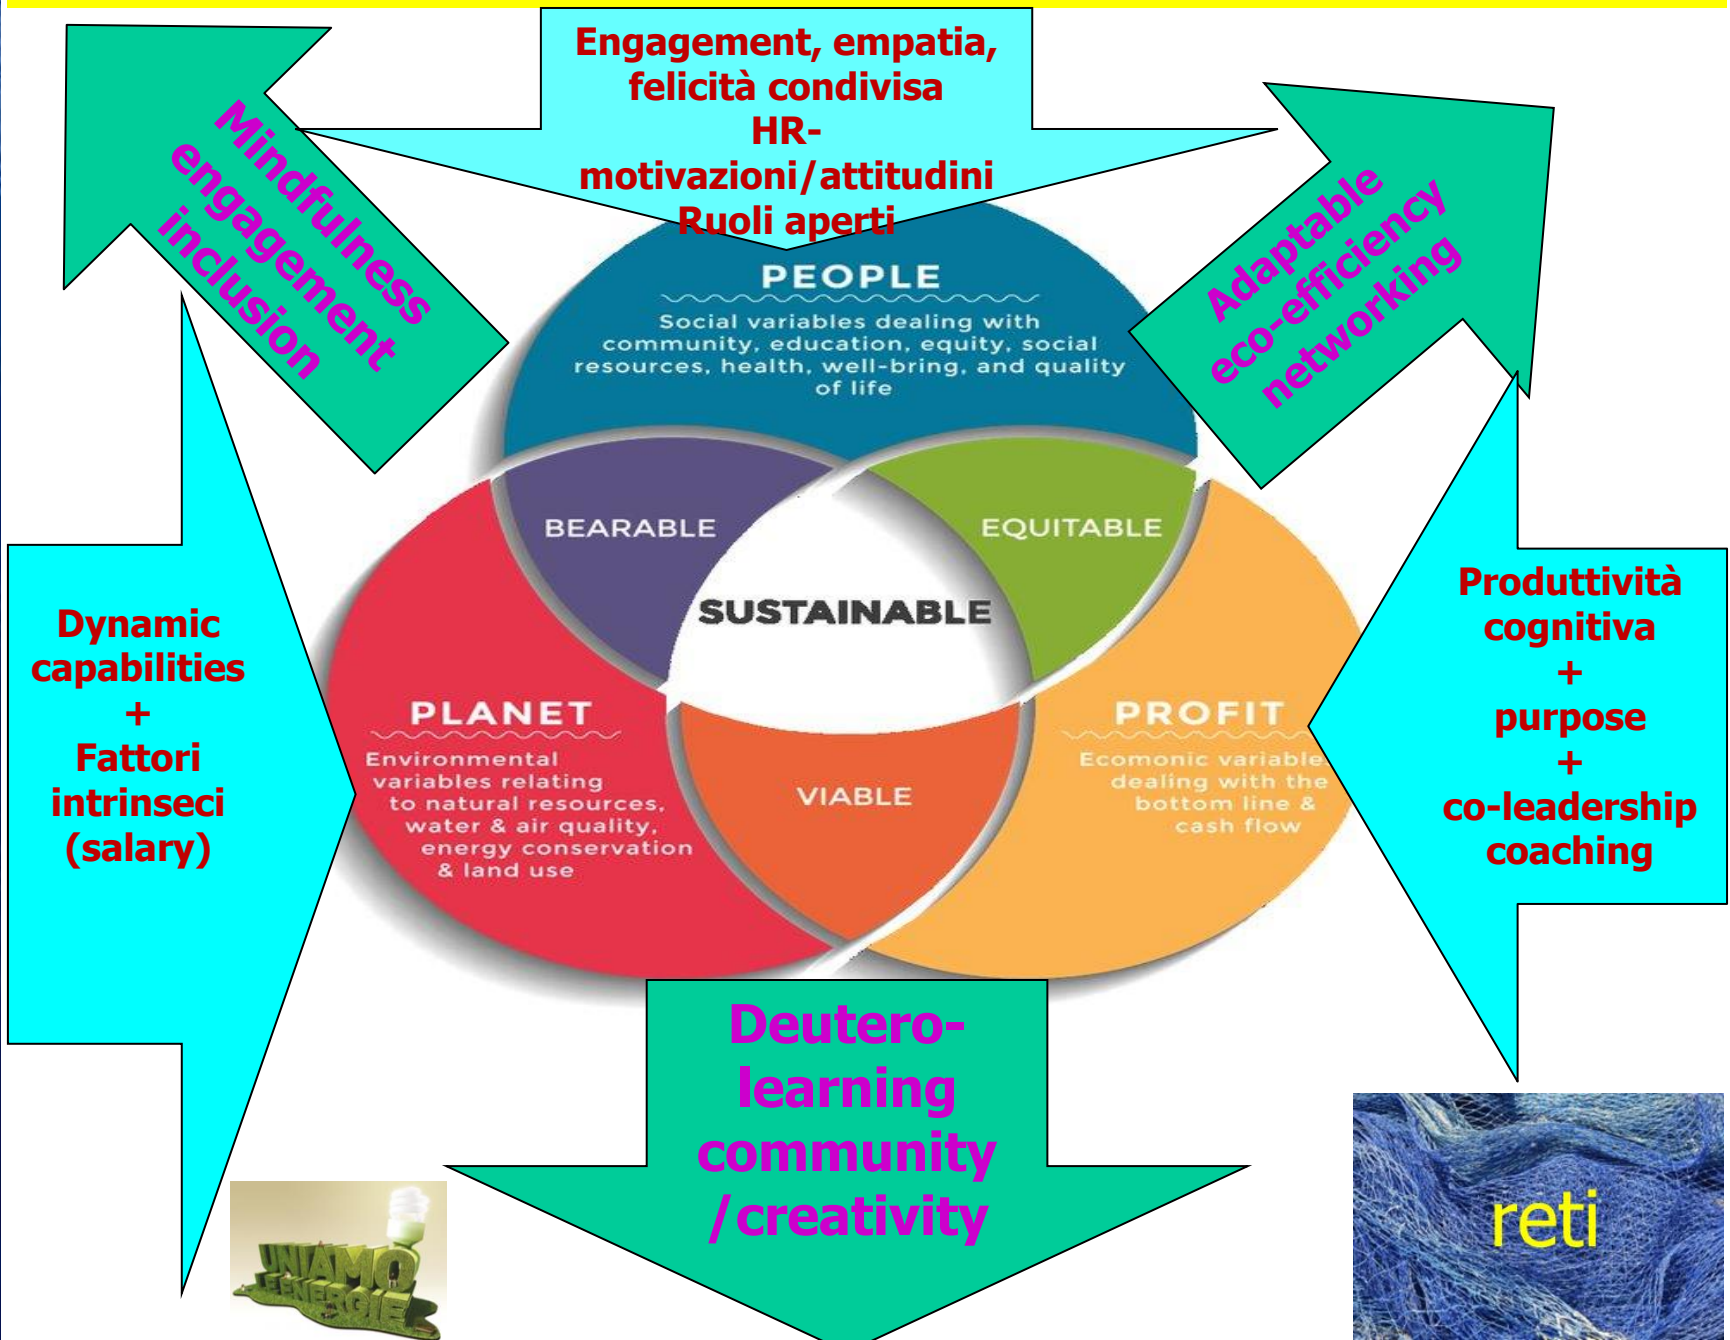 Engagement, empatia,
felicità condivisa
HR-
motivazioni/attitudini
Ruoli aperti
Mindfulness
engagement
inclusion
Adaptable
eco-efficiency
networking
PEOPLE
Social variables dealing with
community, education, equity, social
resources, health, well-bring, and quality
of life
BEARABLE
EQUITABLE
SUSTAINABLE
Dynamic
capabilities
+
Fattori
intrinseci
(salary)
PLANET
Environmental
variables relating
to natural resources,
water & air quality,
energy conservation
& land use
VIABLE
PROFIT
Ecomonic variable
dealing with the
bottom line &
cash flow
Produttività
cognitiva
+
purpose
+
co-leadership
coaching
Deutero-
learning
community
/creativity
UNIAMO
LE ENERGIE
reti